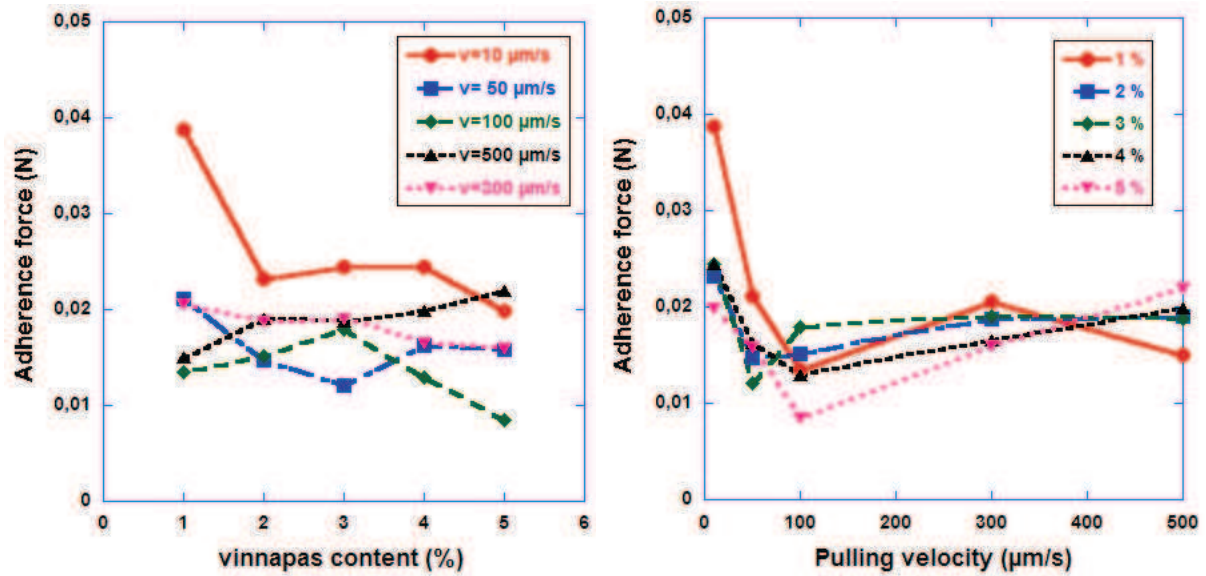 0,05
0,04
0,03
0,02
0,01
0
Adherence force (N)
v=10 µm/s
v= 50 µm/s
v=100 µm/s
v=500 µm/s
v=300 µm/s
0 1 2 3 4 5 6
vinnapas content (%)
0,05
0,04
0,03
0,02
0,01
0
Adherence force (N)
1 %
2 %
3 %
4 %
5 %
0 100 200 300 400 500
Pulling velocity (µm/s)